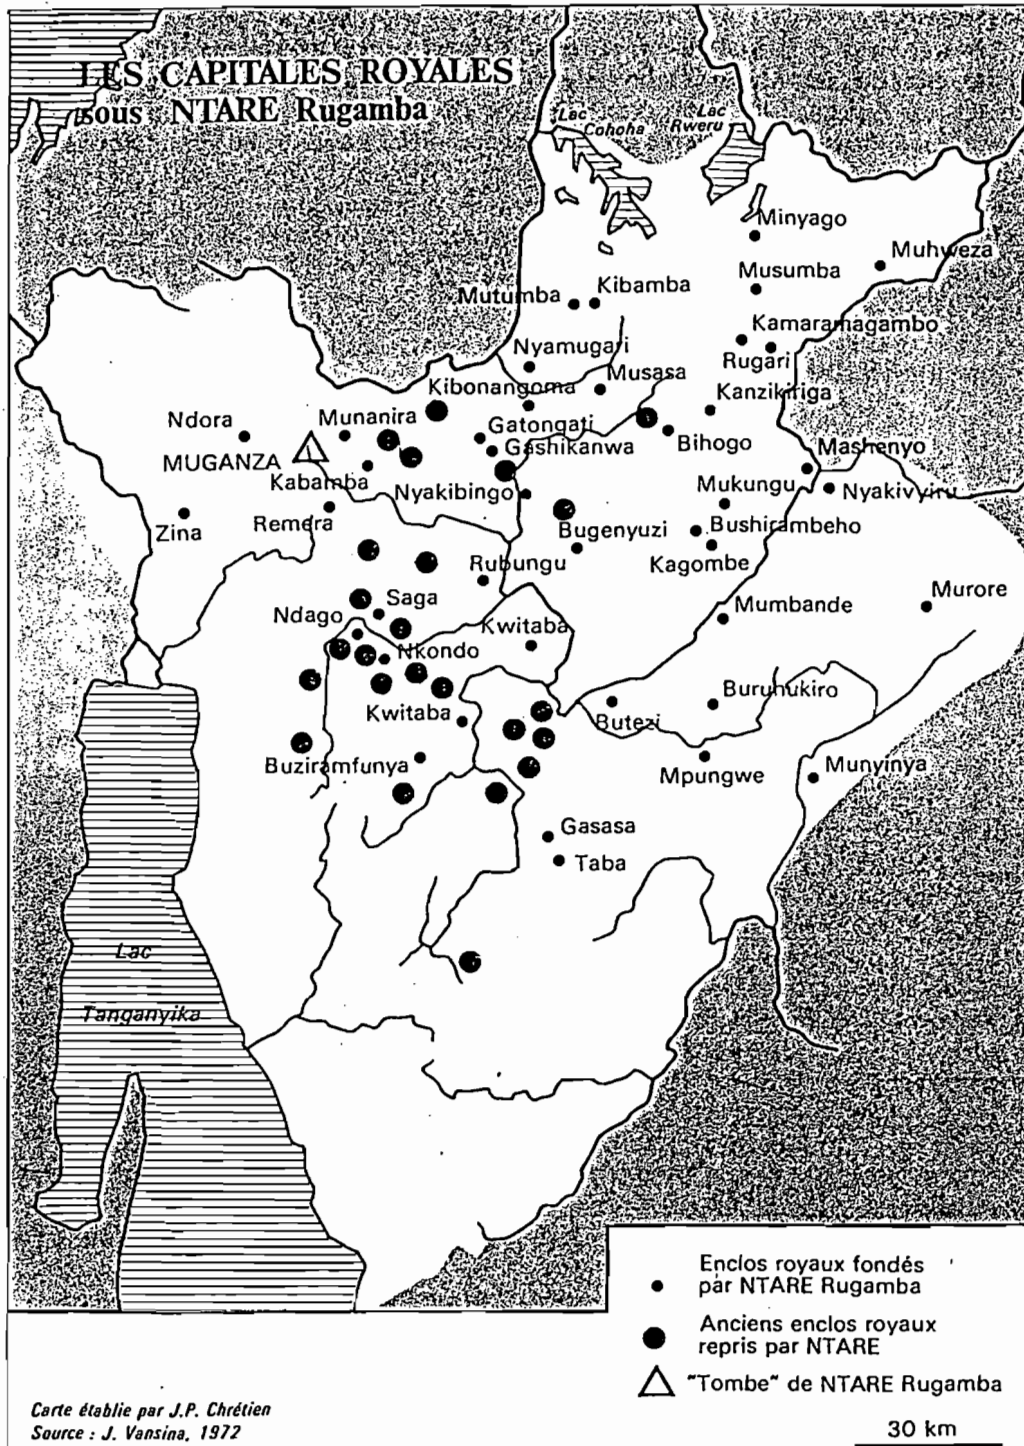 LES CAPITALES ROYALES
sous NTARE Rugamba
Lac
Cohoha
Lac
Rweru
Minyago
Muhweza
Musumba
Mutumba
Kibamba
Kamaramagambo
Nyamugari
Rugari
Musasa
Kibonangoma
Kanzikiriga
Ndora
Munanira
Gatongati
Bihogo
Gashikanwa
Mashenyo
MUGANZA
Kabamba
Nyakibingo
Mukungu
Nyakivyiru
Zina
Remera
Bugenyuzi
Bushirambeho
Rubungu
Kagombe
Saga
Murore
Ndago
Kwitaba
Mumbande
Nkondo
Kwitaba
Buruhukiro
Butezi
Buziramfunya
Mpungwe
Munyinya
Gasasa
Taba
Lac
Tanganyika
Enclos royaux fondés
par NTARE Rugamba
Anciens enclos royaux
repris par NTARE
"Tombe" de NTARE Rugamba
Carte établie par J.P. Chrétien
Source : J. Vansina, 1972
30 km